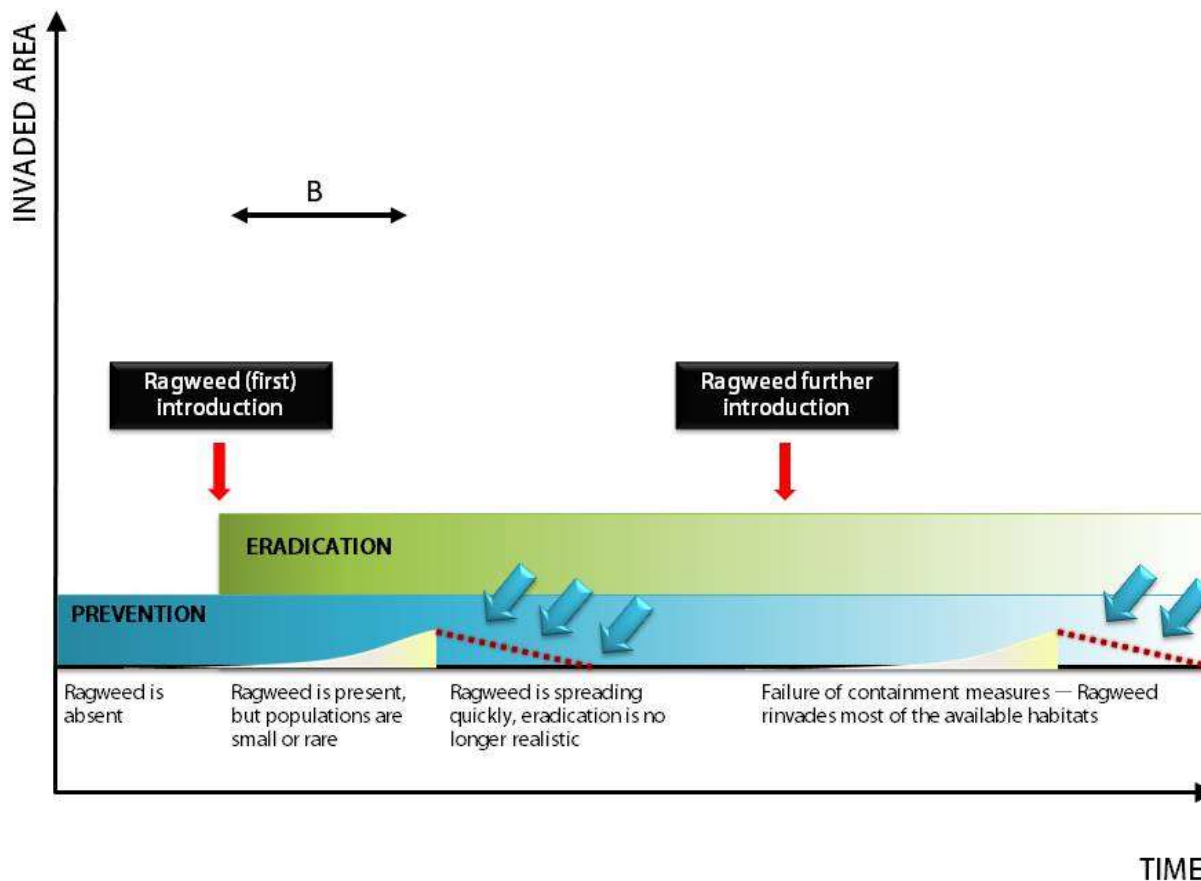 INVADED AREA
B
Ragweed (first)
introduction
Ragweed further
introduction
ERADICATION
PREVENTION
Ragweed is
absent
Ragweed is present,
but populations are
small or rare
Ragweed is spreading
quickly, eradication is no
longer realistic
Failure of containment measures — Ragweed
rinvades most of the available habitats
TIME